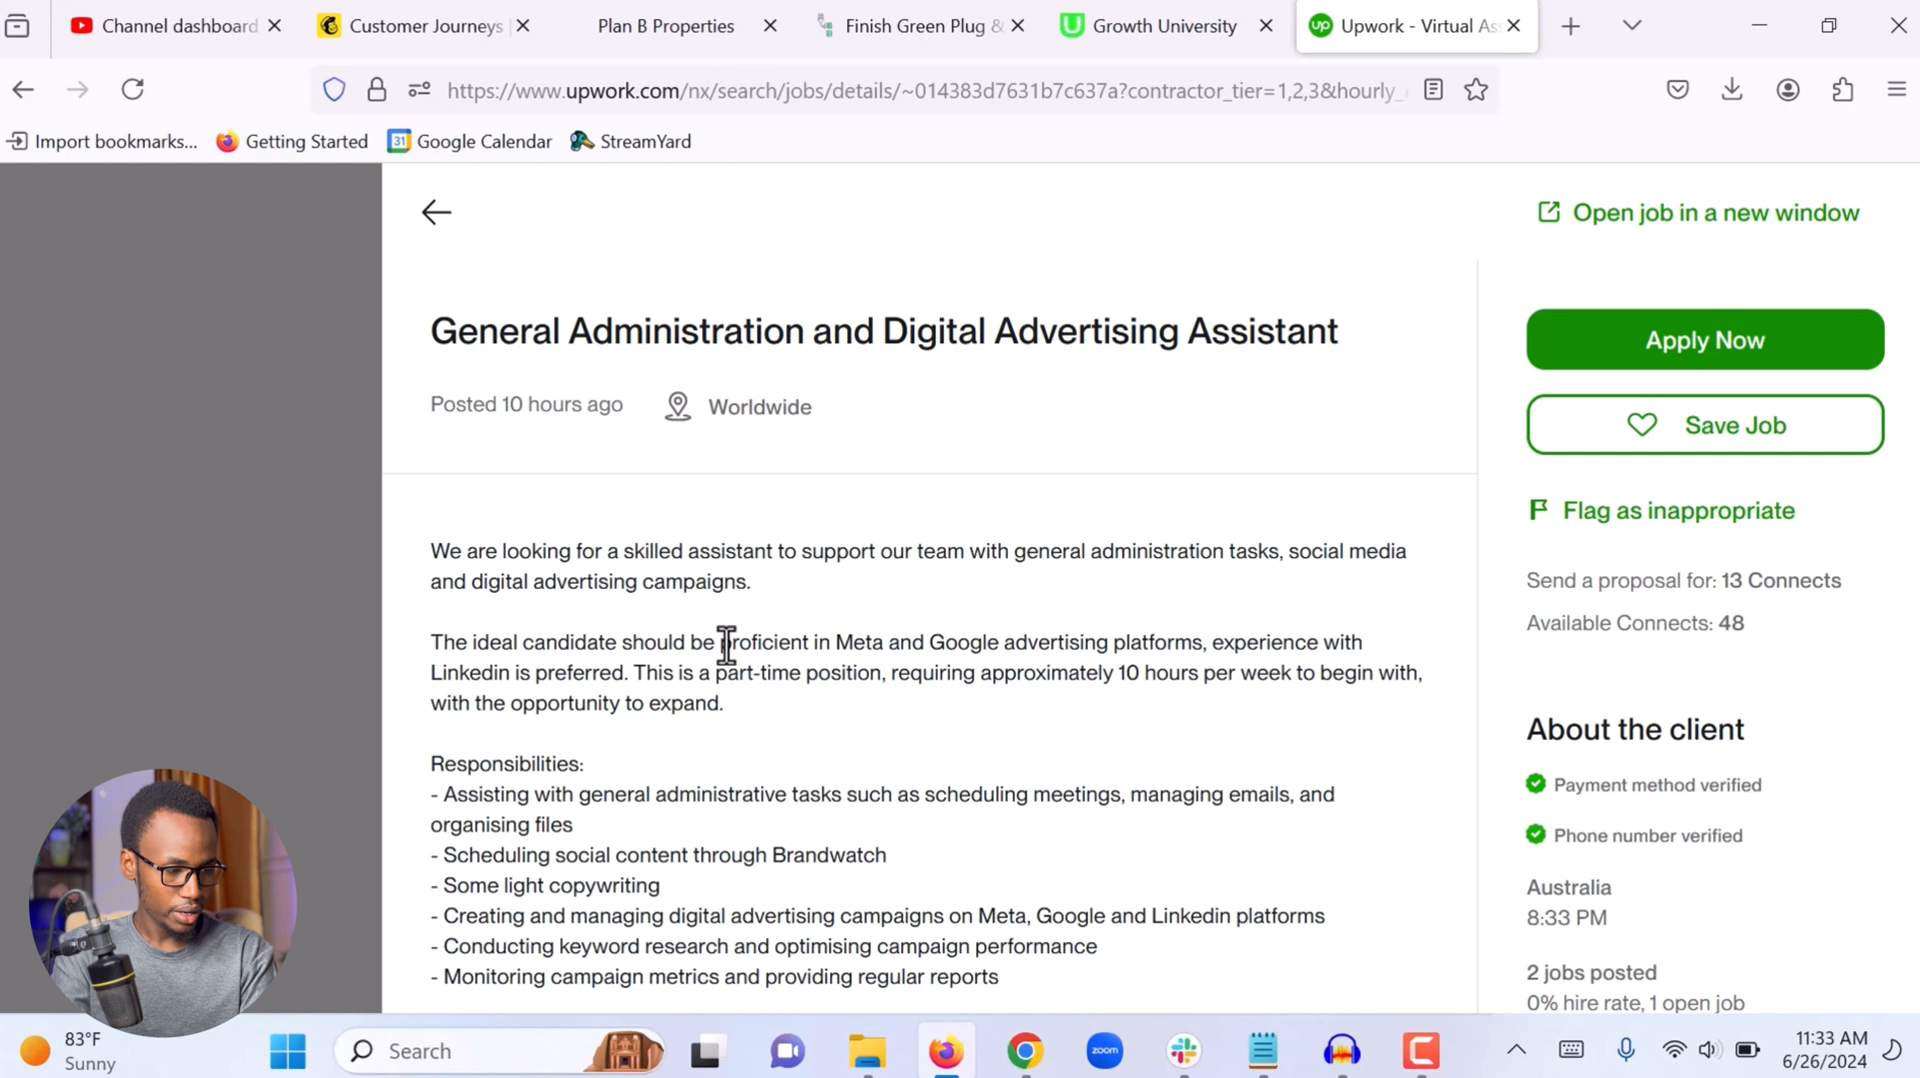 Channel dashboard
Customer Journeys
Plan B Properties
Finish Green Plug &
Growth University
up
Upwork - Virtual As
https://www.upwork.com/nx/search/jobs/details/~014383d7631b7c637a?contractor_tier=1,2,3&hourly_
Import bookmarks...
Getting Started
31
Google Calendar
StreamYard
Open job in a new window
General Administration and Digital Advertising Assistant
Posted 10 hours ago
Worldwide
Apply Now
Save Job
Flag as inappropriate
Send a proposal for: 13 Connects
Available Connects: 48
We are looking for a skilled assistant to support our team with general administration tasks, social media
and digital advertising campaigns.
The ideal candidate should be proficient in Meta and Google advertising platforms, experience with
Linkedin is preferred. This is a part-time position, requiring approximately 10 hours per week to begin with,
with the opportunity to expand.
Responsibilities:
- Assisting with general administrative tasks such as scheduling meetings, managing emails, and
organising files
- Scheduling social content through Brandwatch
- Some light copywriting
- Creating and managing digital advertising campaigns on Meta, Google and Linkedin platforms
- Conducting keyword research and optimising campaign performance
- Monitoring campaign metrics and providing regular reports
About the client
Payment method verified
Phone number verified
Australia
8:33 PM
2 jobs posted
0% hire rate, 1 open job
83°F
Sunny
Search
zoom
11:33 AM
6/26/2024